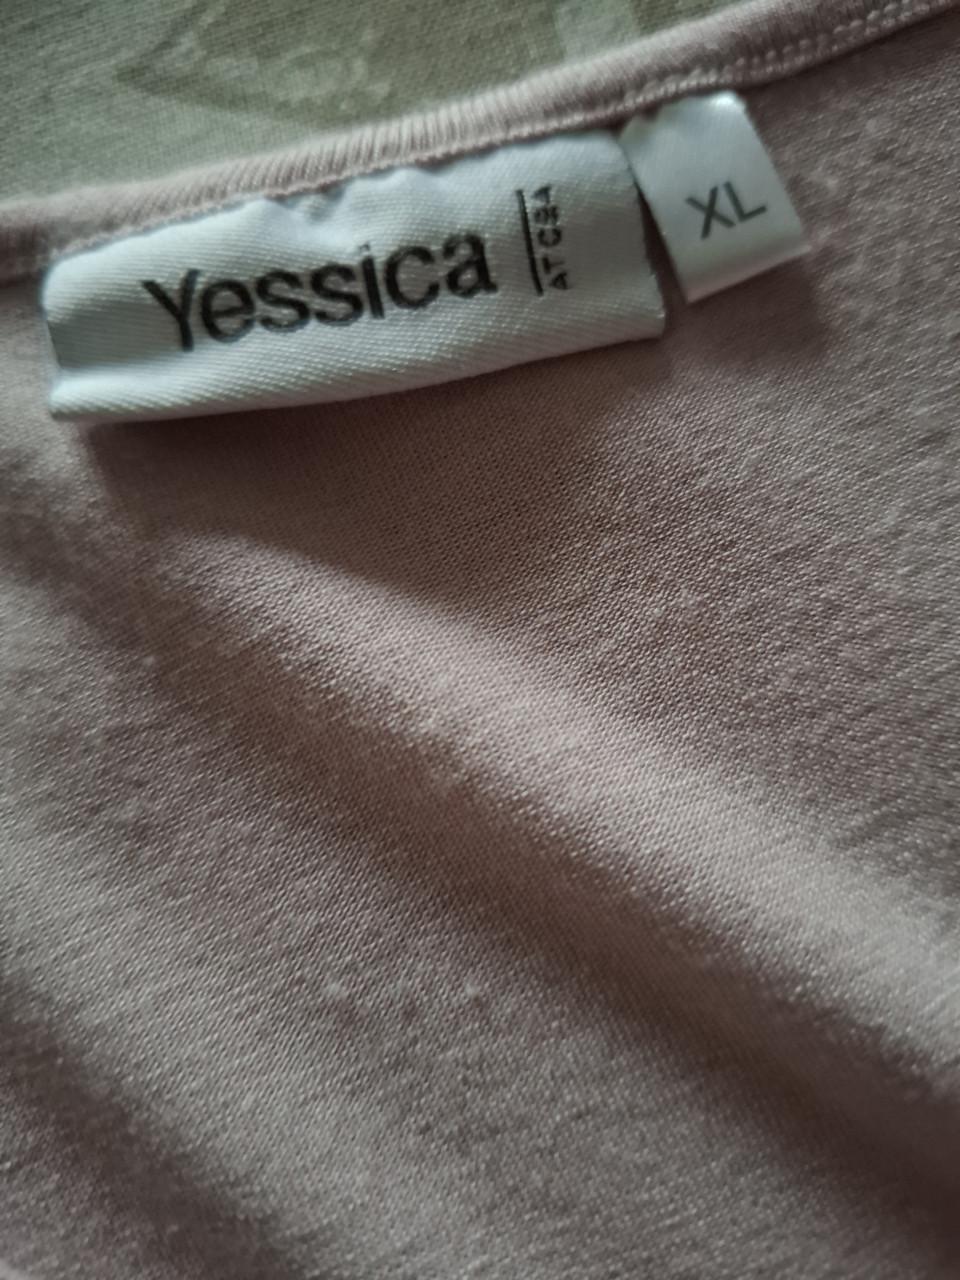 Yessica
AT C&A
XL